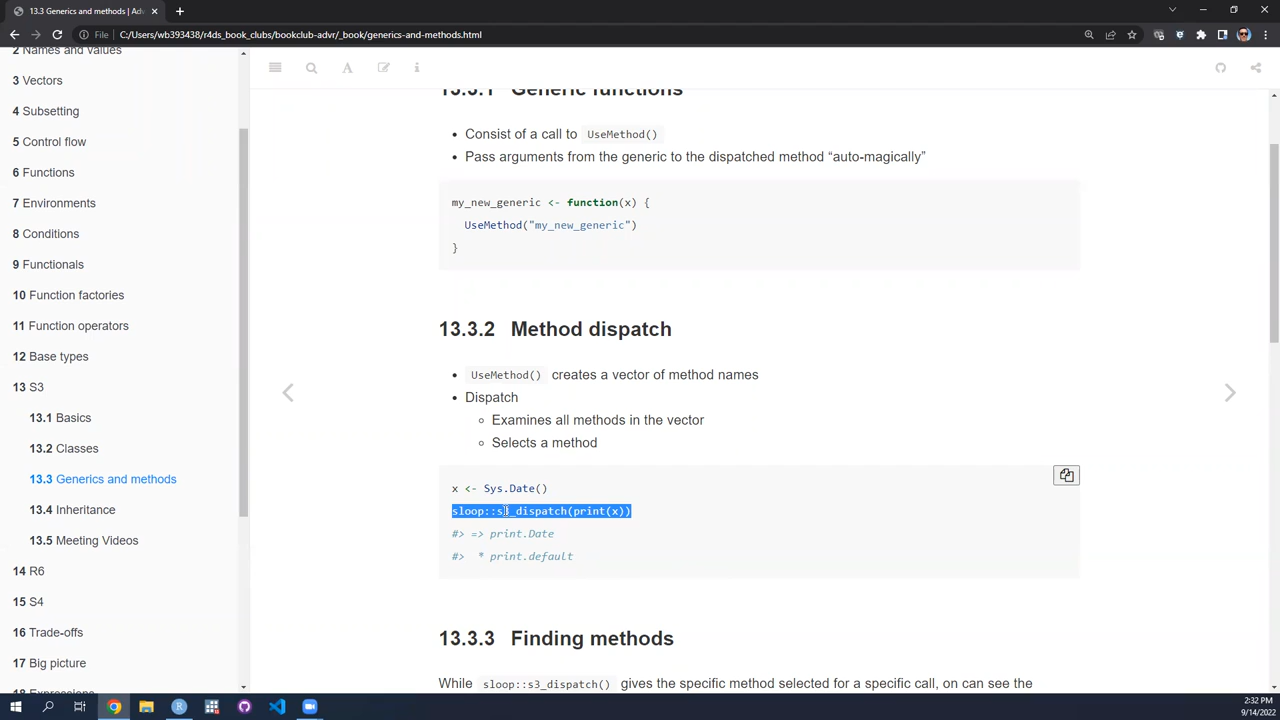 13.3 Generics and methods | Adv
File
C:/Users/wb393438/r4ds_book_clubs/bookclub-advr/_book/generics-and-methods.html
2 Names and Values
3 Vectors
4 Subsetting
5 Control flow
6 Functions
7 Environments
8 Conditions
9 Functionals
10 Function factories
11 Function operators
12 Base types
13 S3
13.1 Basics
13.2 Classes
13.3 Generics and methods
13.4 Inheritance
13.5 Meeting Videos
14 R6
15 S4
16 Trade-offs
17 Big picture
18 Expressions
13.3.1 Generic functions
Consist of a call to UseMethod()
Pass arguments from the generic to the dispatched method “auto-magically”
my_new_generic <- function(x) {
UseMethod("my_new_generic")
}
13.3.2 Method dispatch
UseMethod() creates a vector of method names
Dispatch
Examines all methods in the vector
Selects a method
x <- Sys.Date()
sloop::s3_dispatch(print(x))
#> => print.Date
#> * print.default
13.3.3 Finding methods
While sloop::s3_dispatch() gives the specific method selected for a specific call, on can see the
2:32 PM
9/14/2022